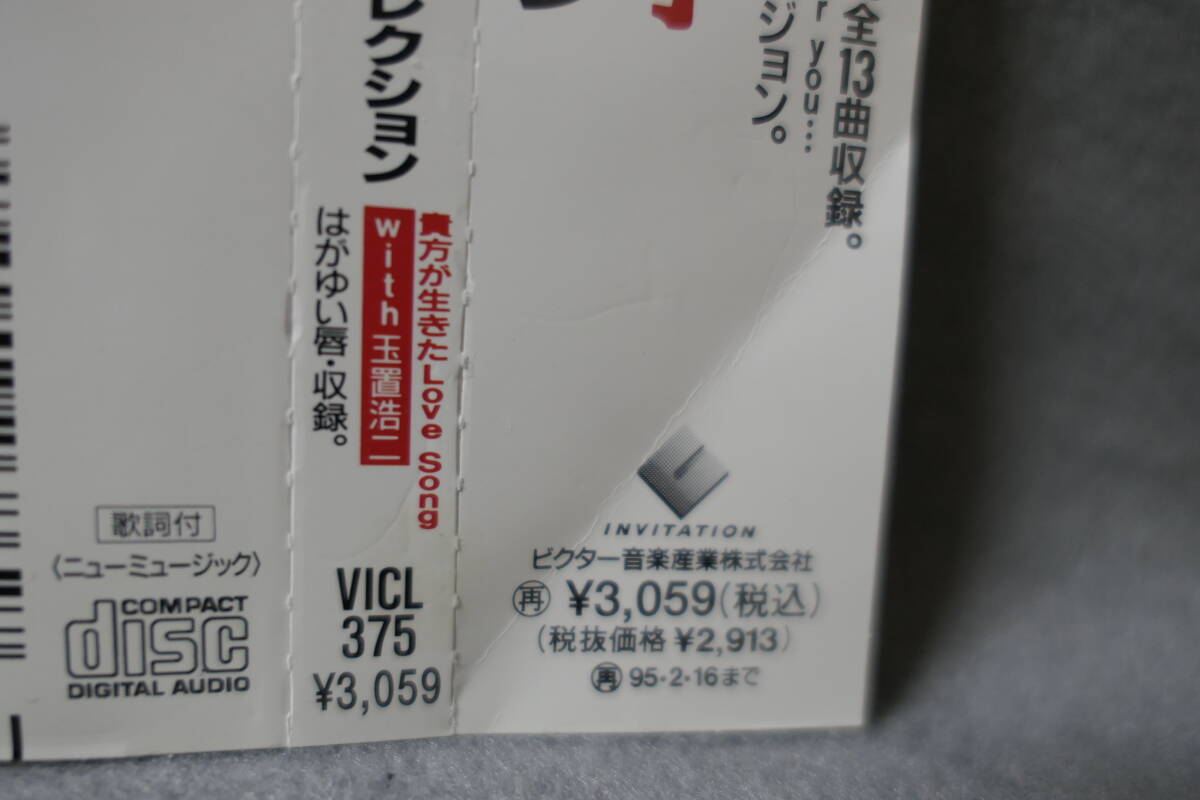 全13曲収録。
r you…
ジョン。
レクション
貴方が生きたLove Song
with 玉置浩二
はがゆい唇・収録。
VICL
375
¥3,059
歌詞付
〈ニューミュージック〉
COMPACT
disc
DIGITAL AUDIO
INVITATION
ビクター音楽産業株式会社
再 ¥3,059(税込)
(税抜価格 ¥2,913)
再 95・2・16まで